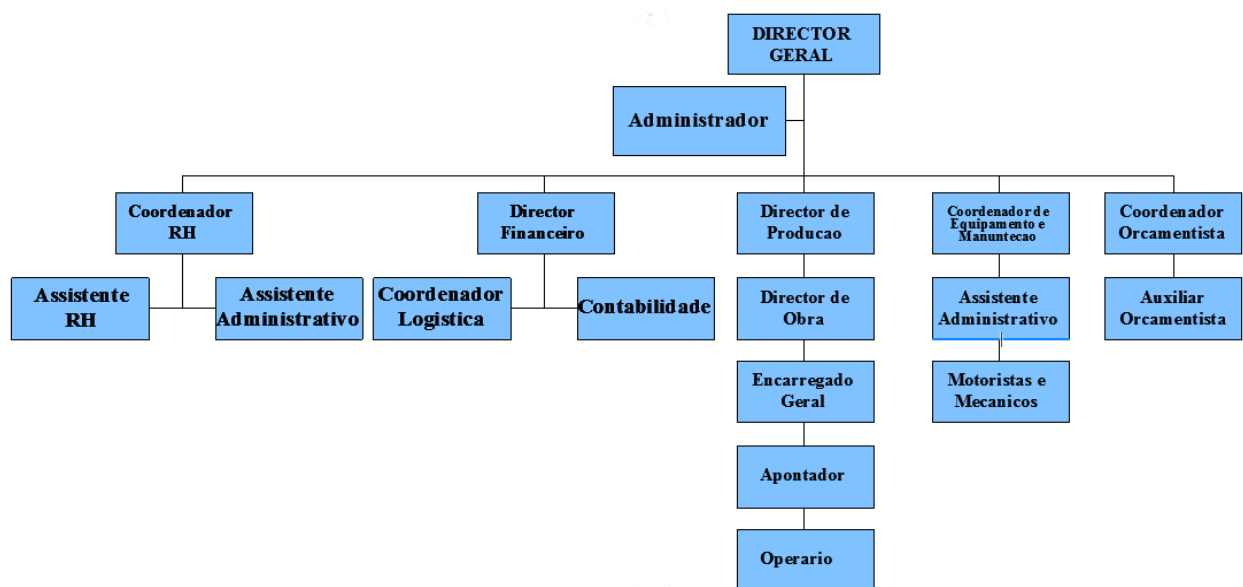 DIRECTOR
GERAL
Administrador
Coordenador
RH
Director
Financeiro
Director de
Producao
Coordenador de
Equipamento e
Manuntecao
Coordenador
Orcamentista
Assistente
RH
Assistente
Administrativo
Coordenador
Logistica
Contabilidade
Director de
Obra
Assistente
Administrativo
Auxiliar
Orcamentista
Encarregado
Geral
Motoristas e
Mecanicos
Apontador
Operario